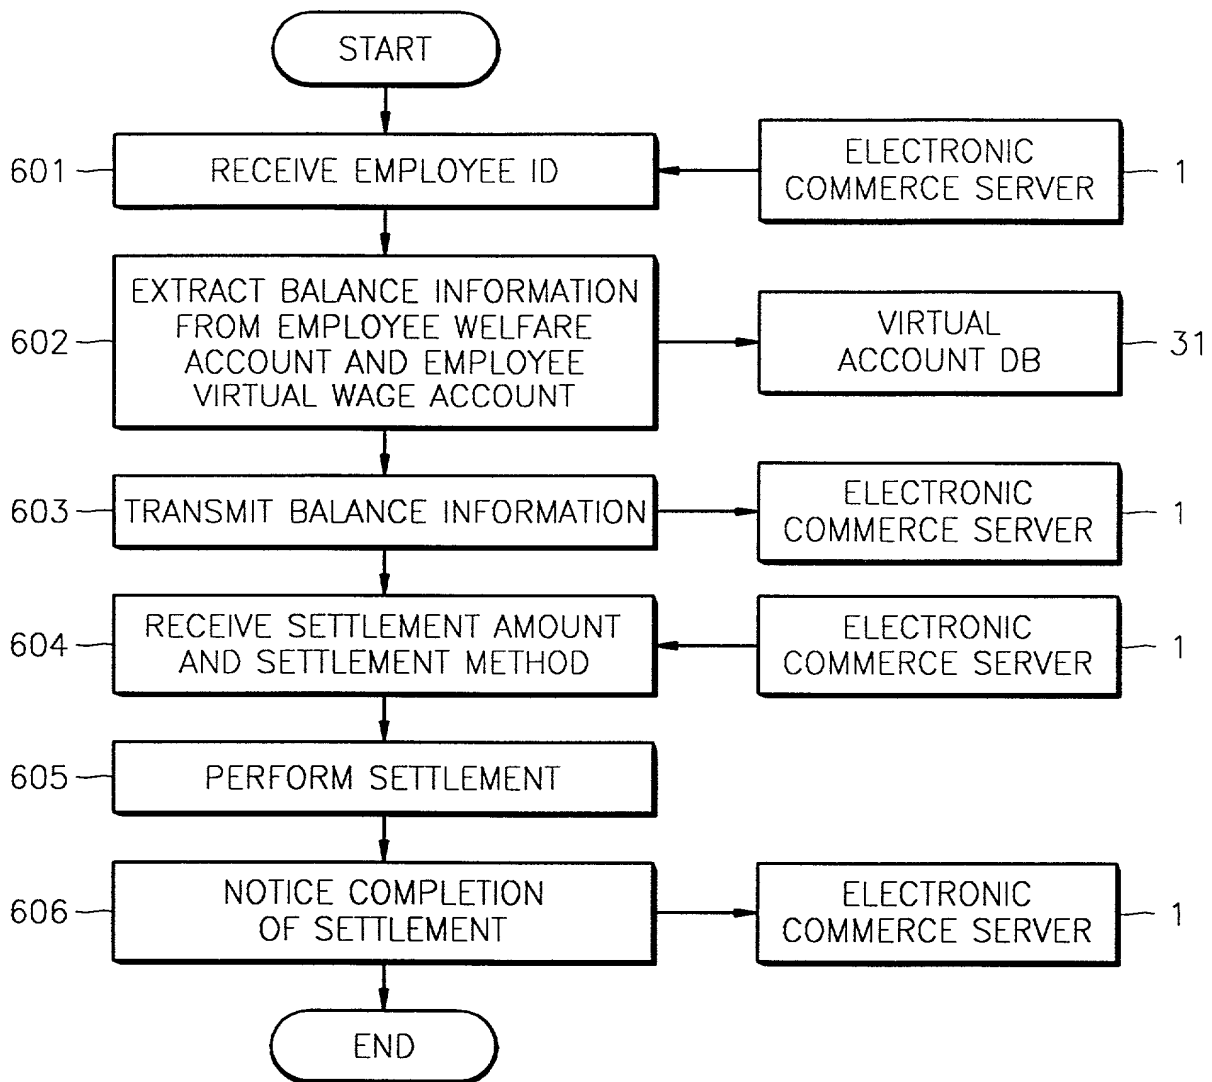 START
601
RECEIVE EMPLOYEE ID
ELECTRONIC
COMMERCE SERVER
1
602
EXTRACT BALANCE INFORMATION
FROM EMPLOYEE WELFARE
ACCOUNT AND EMPLOYEE
VIRTUAL WAGE ACCOUNT
VIRTUAL
ACCOUNT DB
31
603
TRANSMIT BALANCE INFORMATION
ELECTRONIC
COMMERCE SERVER
1
604
RECEIVE SETTLEMENT AMOUNT
AND SETTLEMENT METHOD
ELECTRONIC
COMMERCE SERVER
1
605
PERFORM SETTLEMENT
606
NOTICE COMPLETION
OF SETTLEMENT
ELECTRONIC
COMMERCE SERVER
1
END